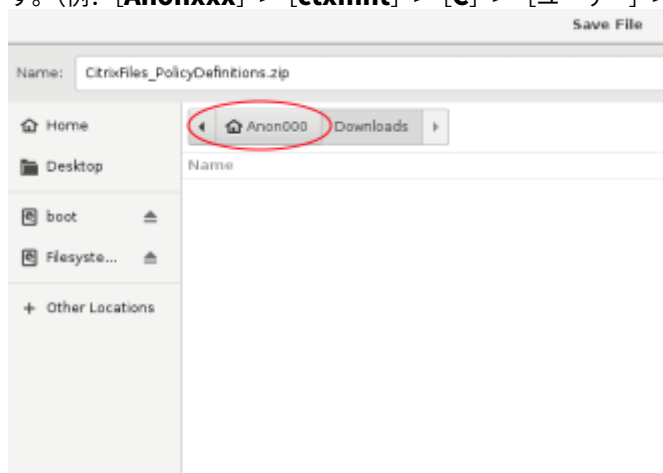 す。(例: [Anonxxx] > [ctxmnt] > [C] > [ユーザー] >
Save File
Name: CitrixFiles_PolicyDefinitions.zip
Home
Anon000 Downloads
Desktop
Name
boot
Filesyste...
+ Other Locations